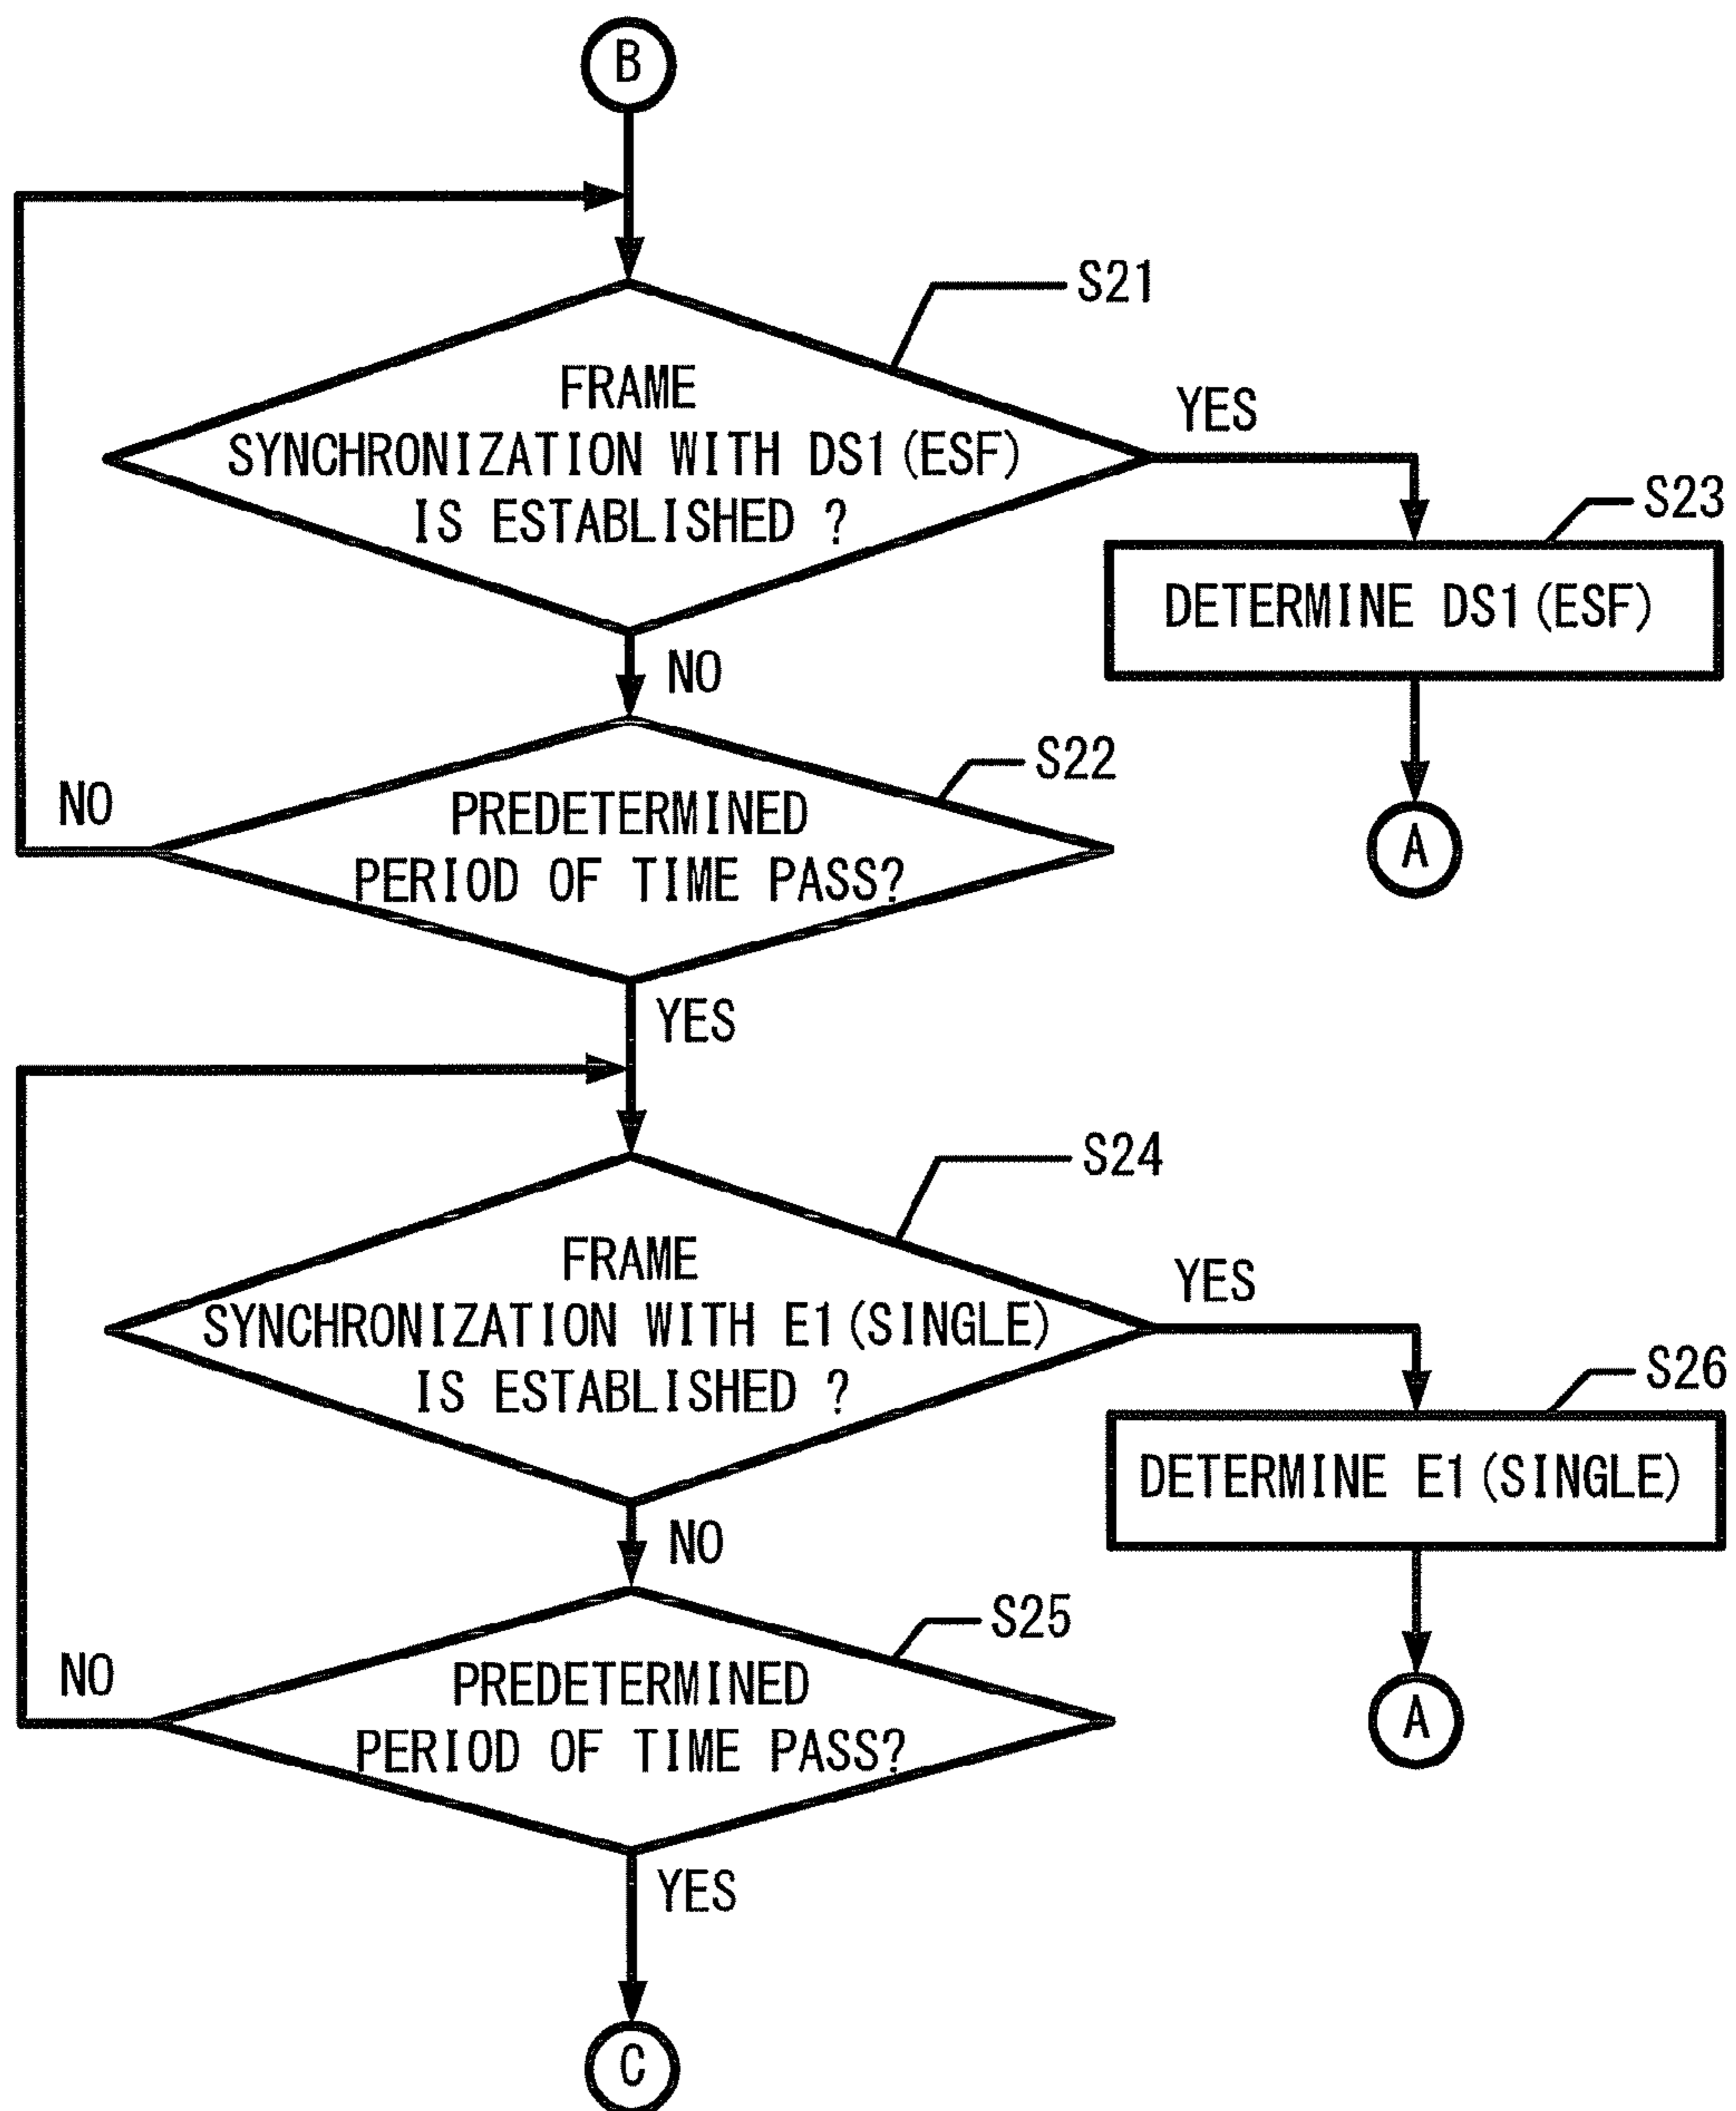 B
S21
FRAME
SYNCHRONIZATION WITH DS1(ESF)
IS ESTABLISHED ?
YES
S23
DETERMINE DS1(ESF)
NO
S22
NO
PREDETERMINED
PERIOD OF TIME PASS?
A
YES
S24
FRAME
SYNCHRONIZATION WITH E1(SINGLE)
IS ESTABLISHED ?
YES
S26
DETERMINE E1(SINGLE)
NO
S25
NO
PREDETERMINED
PERIOD OF TIME PASS?
A
YES
C